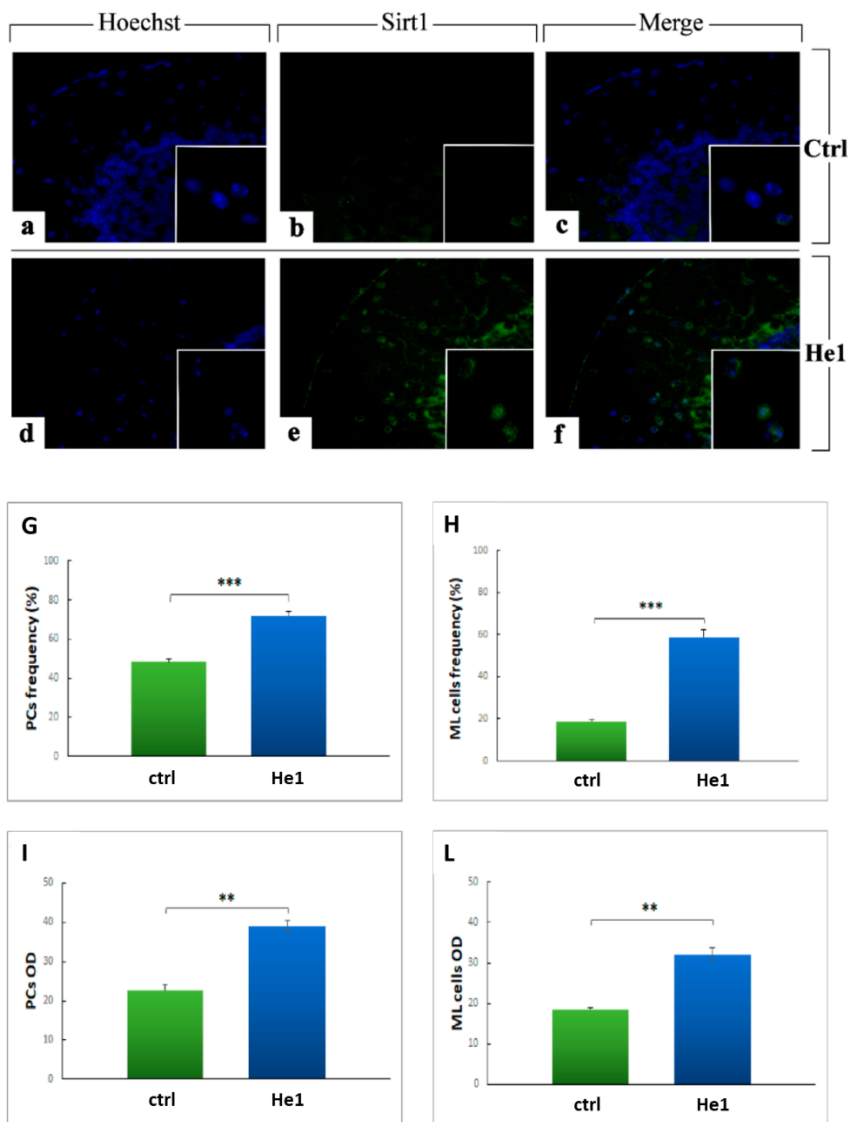 Hoechst Sirt1 Merge
a b c
Ctrl
d e f
He1
G
PCs frequency (%)
100
80
60
40
20
0
***
ctrl He1
H
ML cells frequency (%)
100
80
60
40
20
0
***
ctrl He1
I
PCs OD
50
40
30
20
10
0
**
ctrl He1
L
ML cells OD
50
40
30
20
10
0
**
ctrl He1